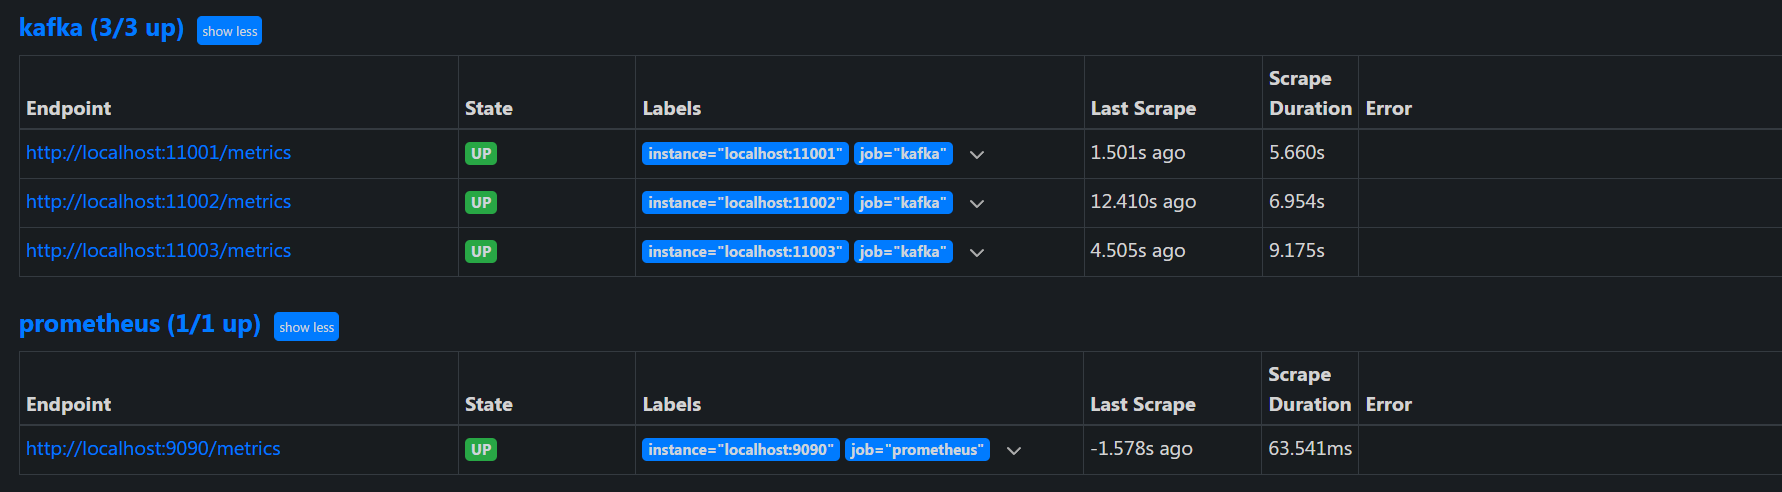 kafka (3/3 up) show less
Endpoint State Labels Last Scrape Scrape Duration Error
http://localhost:11001/metrics UP instance="localhost:11001" job="kafka" 1.501s ago 5.660s
http://localhost:11002/metrics UP instance="localhost:11002" job="kafka" 12.410s ago 6.954s
http://localhost:11003/metrics UP instance="localhost:11003" job="kafka" 4.505s ago 9.175s
prometheus (1/1 up) show less
Endpoint State Labels Last Scrape Scrape Duration Error
http://localhost:9090/metrics UP instance="localhost:9090" job="prometheus" -1.578s ago 63.541ms